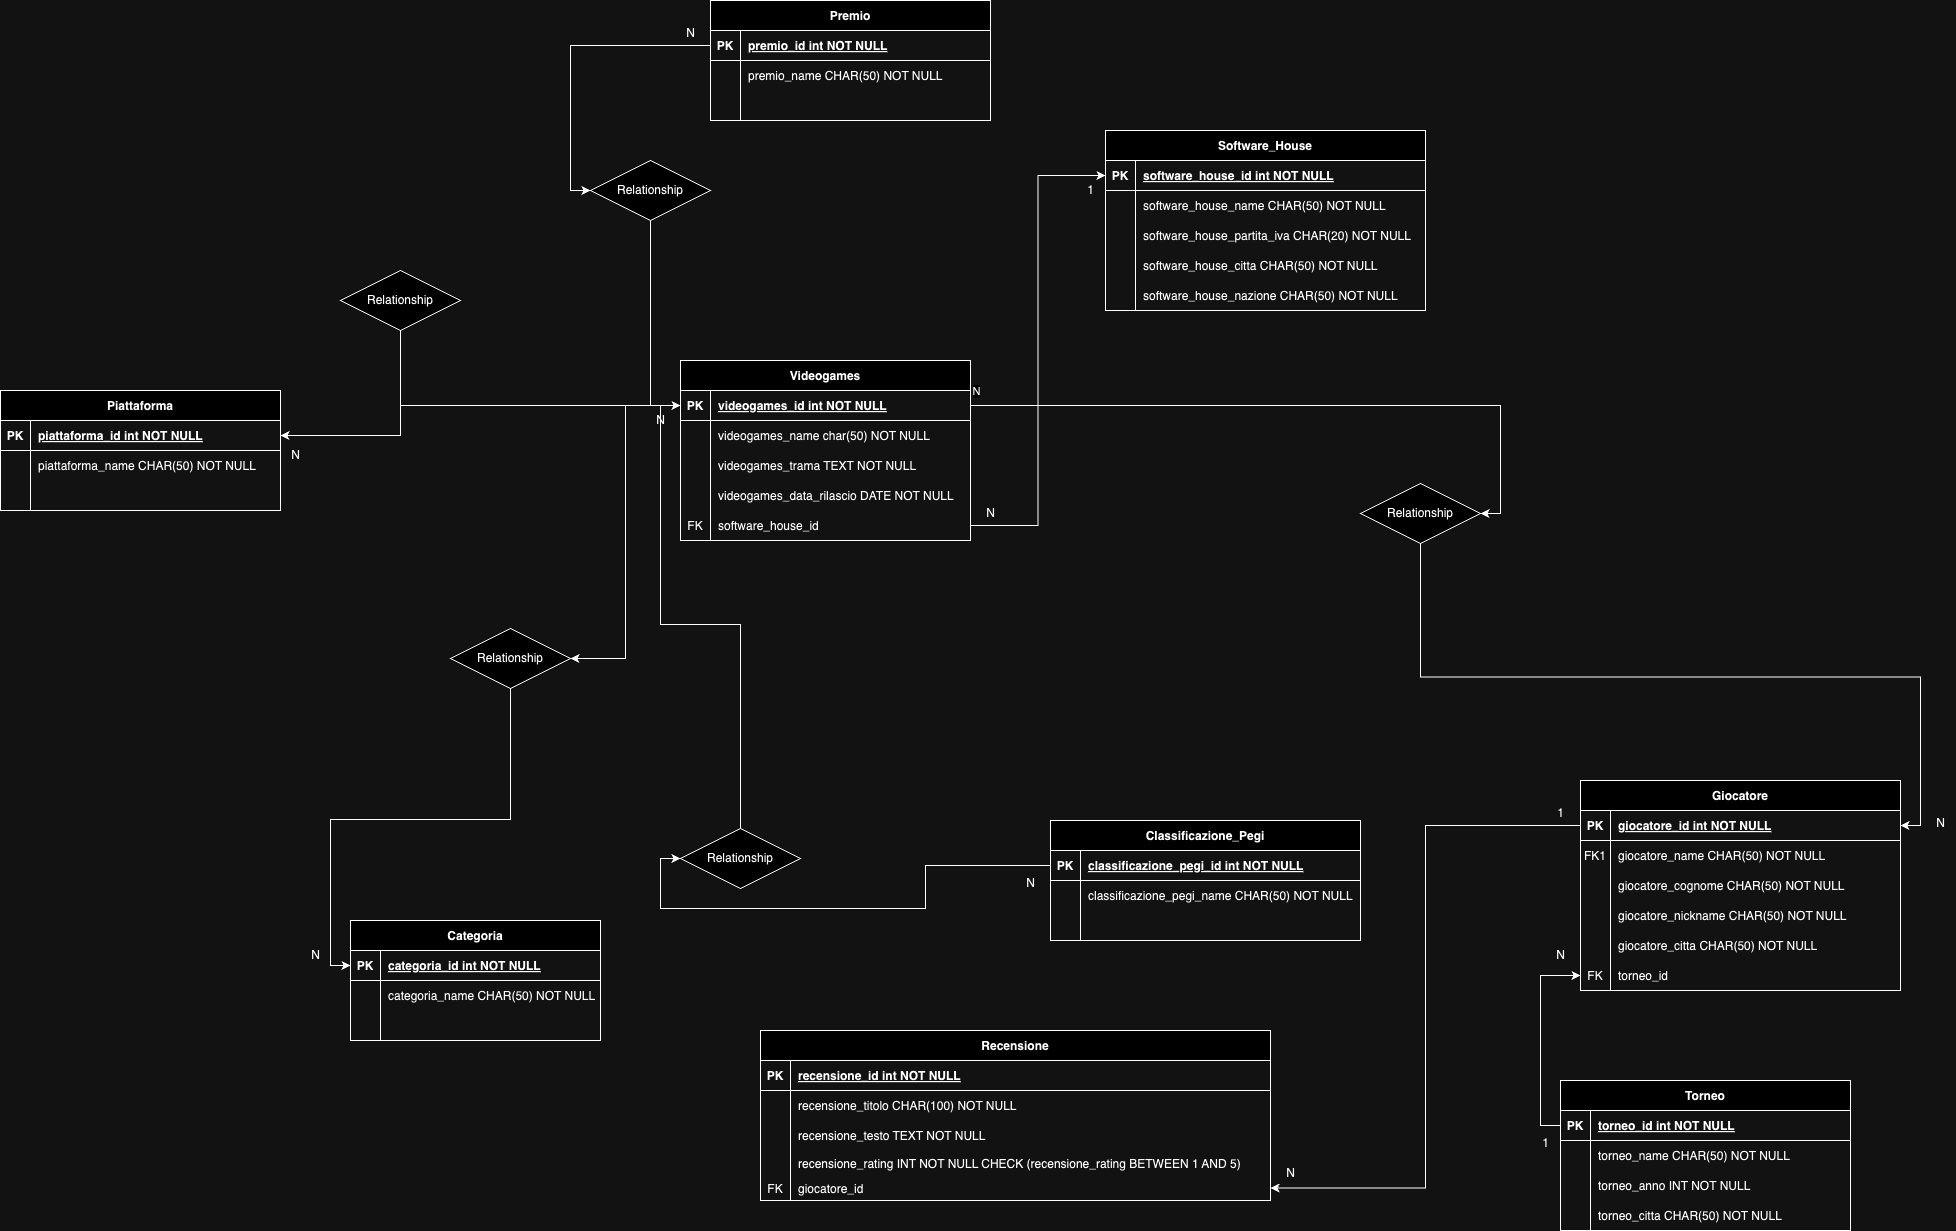 Premio
N
PK premio_id int NOT NULL
premio_name CHAR(50) NOT NULL
Relationship
Software_House
PK software_house_id int NOT NULL
1
software_house_name CHAR(50) NOT NULL
software_house_partita_iva CHAR(20) NOT NULL
software_house_citta CHAR(50) NOT NULL
software_house_nazione CHAR(50) NOT NULL
Relationship
Piattaforma
PK piattaforma_id int NOT NULL
N
piattaforma_name CHAR(50) NOT NULL
Videogames
N
PK videogames_id int NOT NULL
N
videogames_name char(50) NOT NULL
videogames_trama TEXT NOT NULL
videogames_data_rilascio DATE NOT NULL
N
FK software_house_id
Relationship
Relationship
Relationship
Classificazione_Pegi
PK classificazione_pegi_id int NOT NULL
N
classificazione_pegi_name CHAR(50) NOT NULL
Giocatore
1
N
PK giocatore_id int NOT NULL
FK1 giocatore_name CHAR(50) NOT NULL
giocatore_cognome CHAR(50) NOT NULL
giocatore_nickname CHAR(50) NOT NULL
giocatore_citta CHAR(50) NOT NULL
N
FK torneo_id
Categoria
N
PK categoria_id int NOT NULL
categoria_name CHAR(50) NOT NULL
Recensione
PK recensione_id int NOT NULL
recensione_titolo CHAR(100) NOT NULL
recensione_testo TEXT NOT NULL
recensione_rating INT NOT NULL CHECK (recensione_rating BETWEEN 1 AND 5)
N
FK giocatore_id
Torneo
PK torneo_id int NOT NULL
1
torneo_name CHAR(50) NOT NULL
torneo_anno INT NOT NULL
torneo_citta CHAR(50) NOT NULL